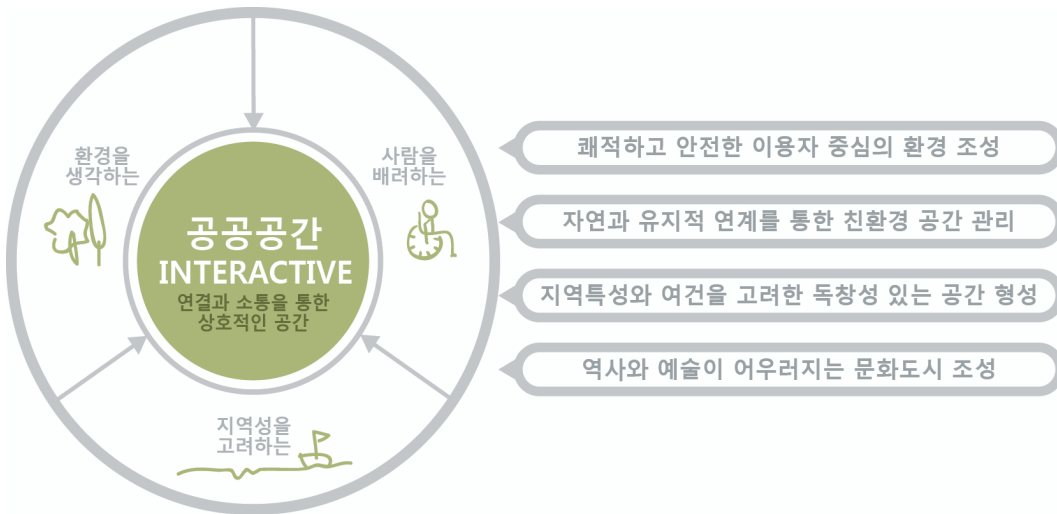 환경을
생각하는
사람을
배려하는
공공공간
INTERACTIVE
연결과 소통을 통한
상호적인 공간
지역성을
고려하는
쾌적하고 안전한 이용자 중심의 환경 조성
자연과 유지적 연계를 통한 친환경 공간 관리
지역특성와 여건을 고려한 독창성 있는 공간 형성
역사와 예술이 어우러지는 문화도시 조성